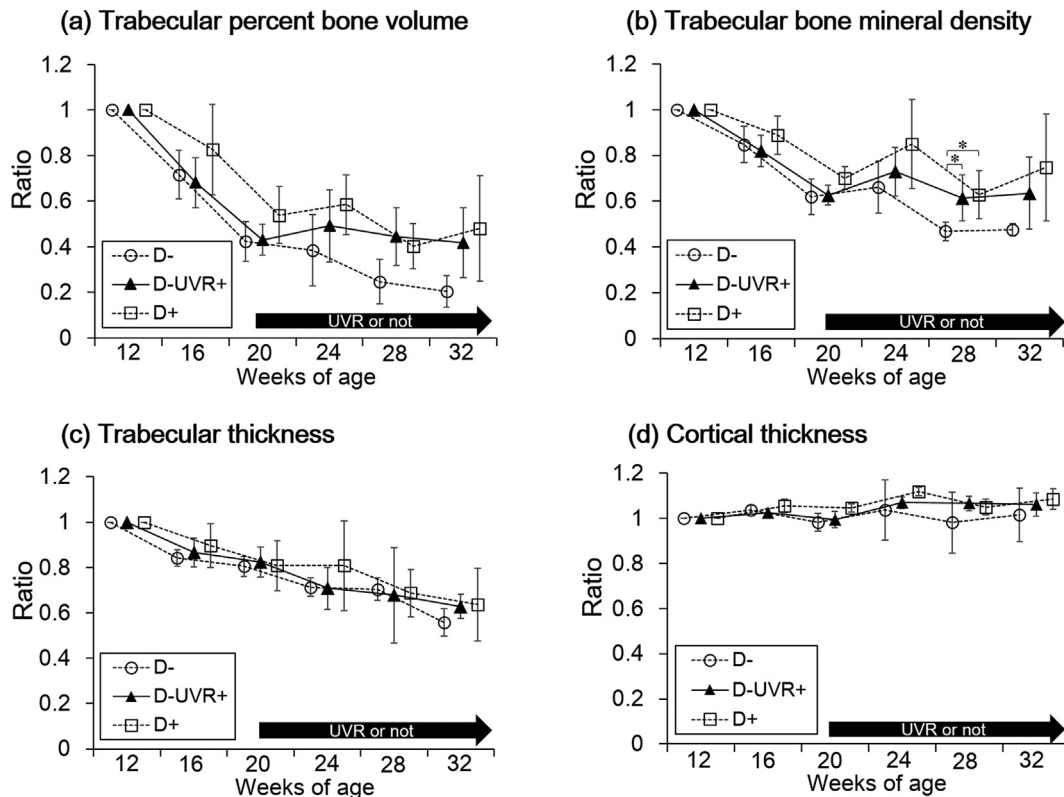 (a) Trabecular percent bone volume
Ratio
1.2
1
0.8
0.6
0.4
0.2
0
D-
D-UVR+
D+
UVR or not
12 16 20 24 28 32
Weeks of age
(b) Trabecular bone mineral density
Ratio
1.2
1
0.8
0.6
0.4
0.2
0
*
*
D-
D-UVR+
D+
UVR or not
12 16 20 24 28 32
Weeks of age
(c) Trabecular thickness
Ratio
1.2
1
0.8
0.6
0.4
0.2
0
D-
D-UVR+
D+
UVR or not
12 16 20 24 28 32
Weeks of age
(d) Cortical thickness
Ratio
1.2
1
0.8
0.6
0.4
0.2
0
D-
D-UVR+
D+
UVR or not
12 16 20 24 28 32
Weeks of age